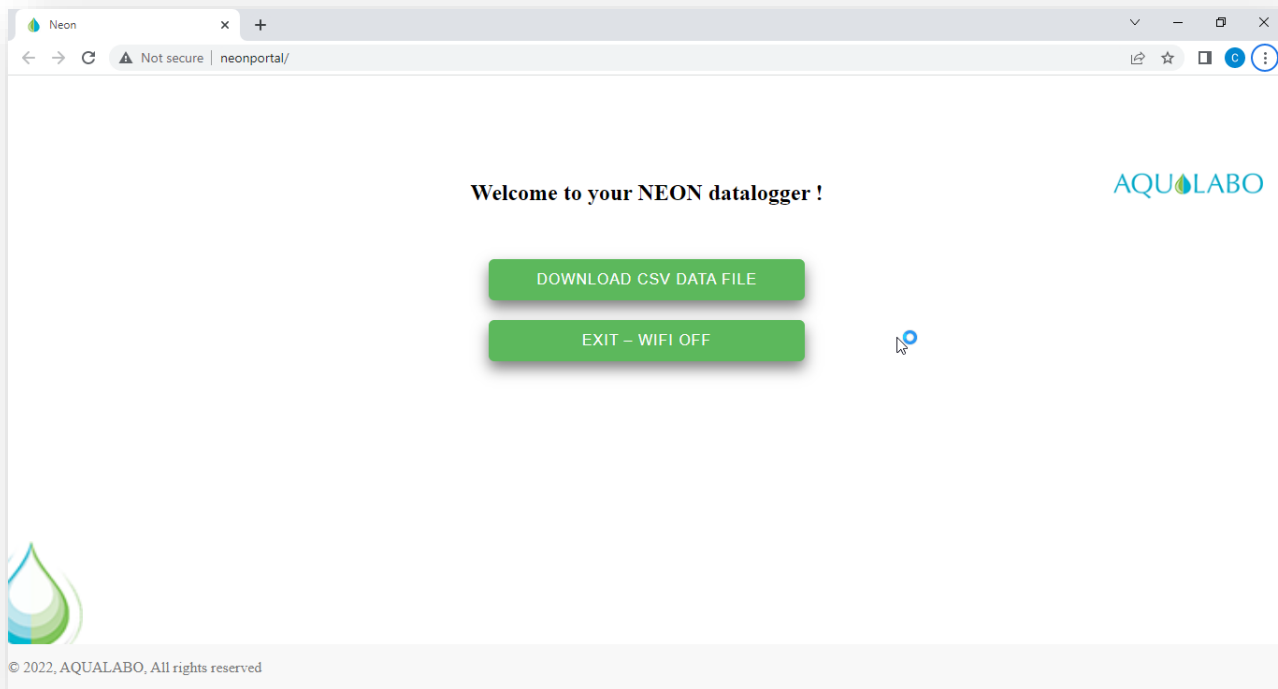 Neon
Not secure
neonportal/
C
AQUALABO
Welcome to your NEON datalogger !
DOWNLOAD CSV DATA FILE
EXIT – WIFI OFF
© 2022, AQUALABO, All rights reserved